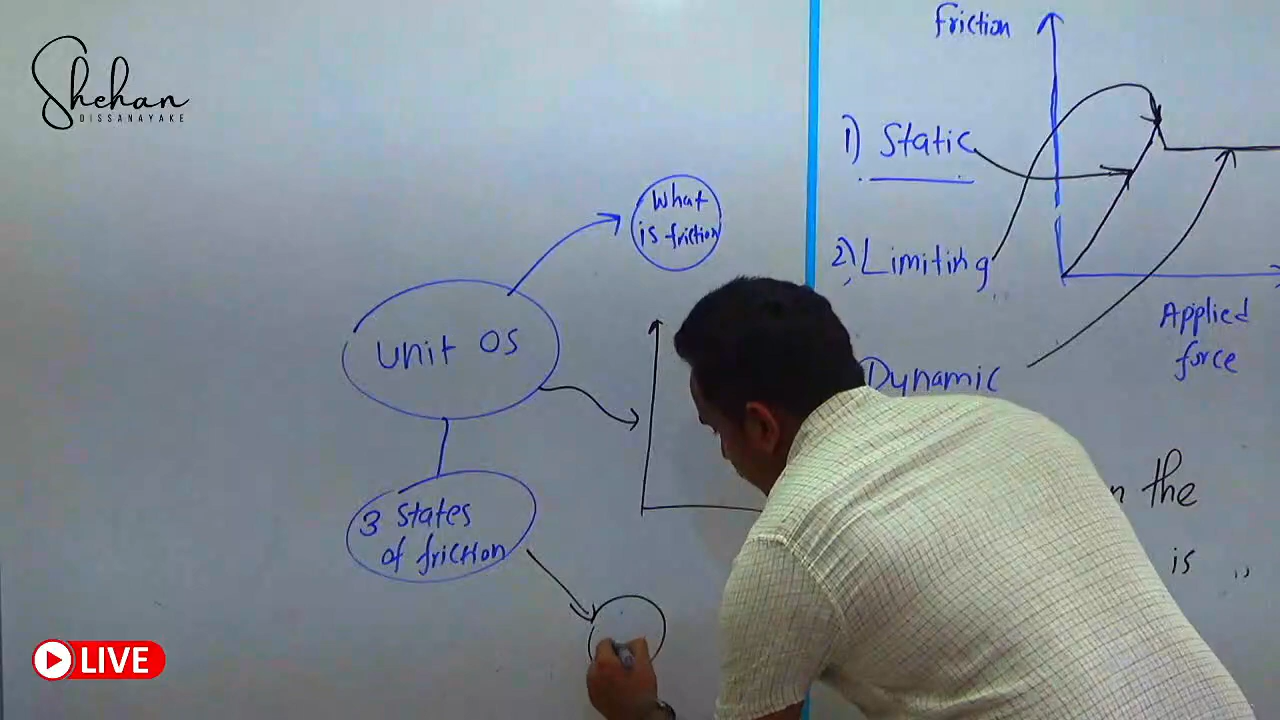 Shehan
DISSANAYAKE
What
is friction
Unit 05
3 states
of friction
LIVE
friction
1) Static
2) Limiting
Dynamic
Applied
force
the
is